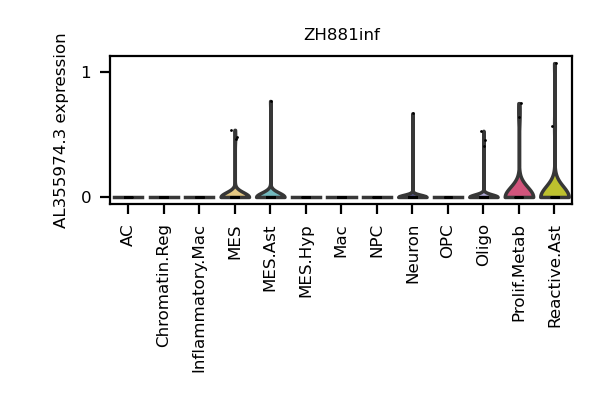 ZH881inf
AL355974.3 expression
1
0
AC
Chromatin.Reg
Inflammatory.Mac
MES
MES.Ast
MES.Hyp
Mac
NPC
Neuron
OPC
Oligo
Prolif.Metab
Reactive.Ast